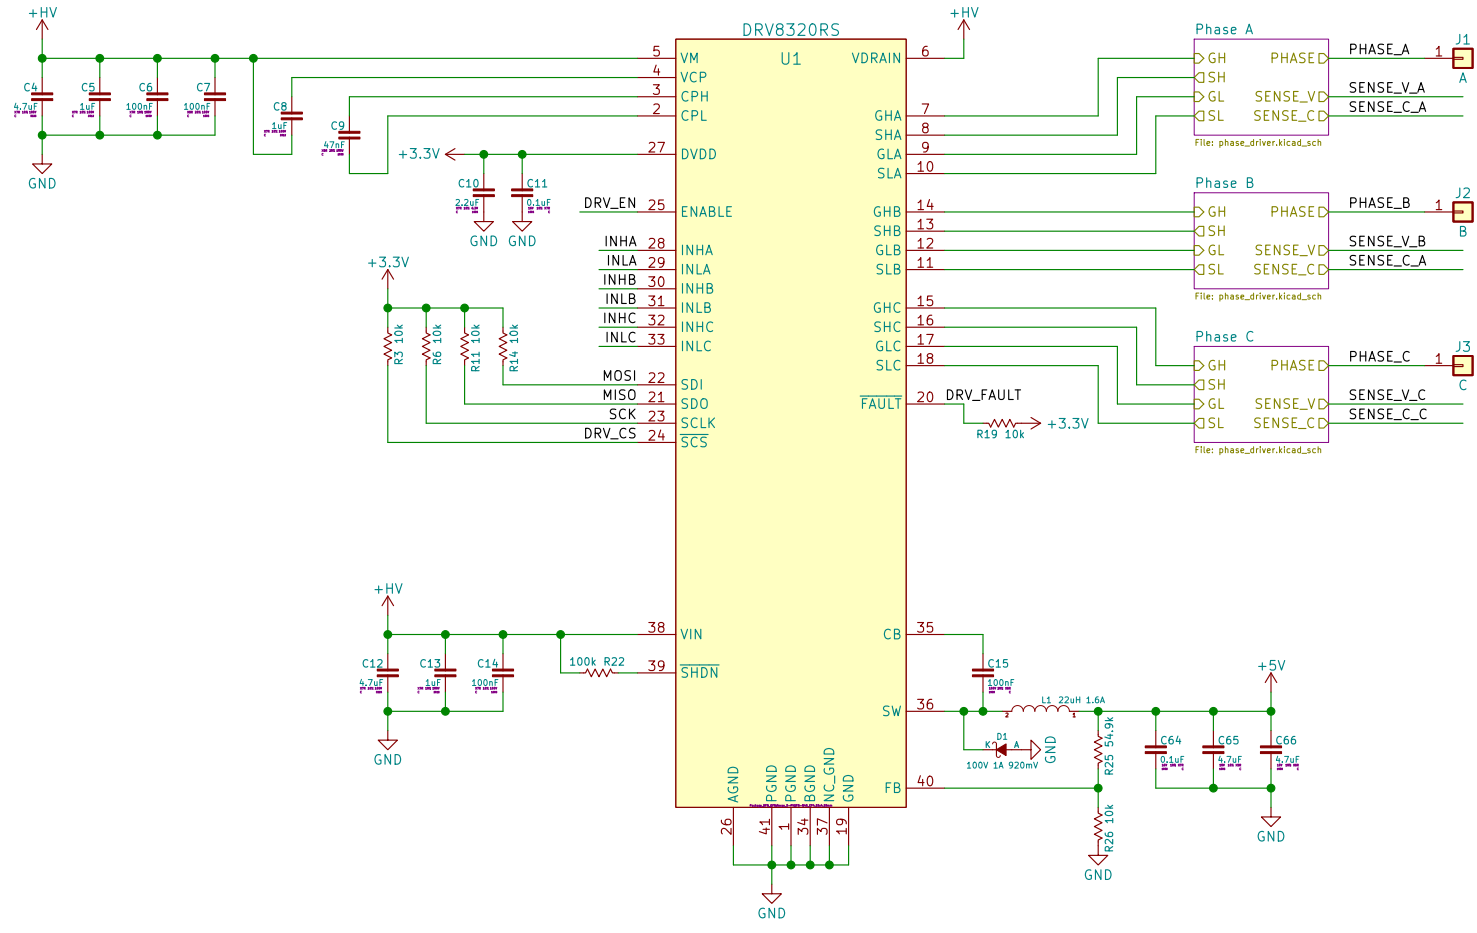 +HV
C4
4.7uF
C5
1uF
C6
100nF
C7
100nF
C8
1uF
C9
47nF
GND
+3.3V
C10
2.2uF
C11
0.1uF
GND
GND
DRV_EN
INHA
INLA
INHB
INLB
INHC
INLC
+3.3V
R3 10k
R6 10k
R11 10k
R14 10k
MOSI
MISO
SCK
DRV_CS
+HV
C12
4.7uF
C13
1uF
C14
100nF
GND
100k R22
DRV8320RS
U1
5 VM
4 VCP
3 CPH
2 CPL
27 DVDD
25 ENABLE
28 INHA
29 INLA
30 INHB
31 INLB
32 INHC
33 INLC
22 SDI
21 SDO
23 SCLK
24 SCS
38 VIN
39 SHDN
VDRAIN 6
GHA 7
SHA 8
GLA 9
SLA 10
GHB 14
SHB 13
GLB 12
SLB 11
GHC 15
SHC 16
GLC 17
SLC 18
FAULT 20
CB 35
SW 36
FB 40
AGND 26
PGND 41
PGND 1
BGND 34
NC_GND 37
GND 19
GND
+HV
DRV_FAULT
R19 10k
+3.3V
C15
100nF
L1 22uH 1.6A
2 1
D1
K A
100V 1A 920mV
GND
R25 54.9k
R26 10k
GND
C64
0.1uF
C65
4.7uF
C66
4.7uF
+5V
GND
Phase A
GH
SH
GL
SL
PHASE
SENSE_V
SENSE_C
File: phase_driver.kicad_sch
PHASE_A
SENSE_V_A
SENSE_C_A
J1
1
A
Phase B
GH
SH
GL
SL
PHASE
SENSE_V
SENSE_C
File: phase_driver.kicad_sch
PHASE_B
SENSE_V_B
SENSE_C_A
J2
1
B
Phase C
GH
SH
GL
SL
PHASE
SENSE_V
SENSE_C
File: phase_driver.kicad_sch
PHASE_C
SENSE_V_C
SENSE_C_C
J3
1
C